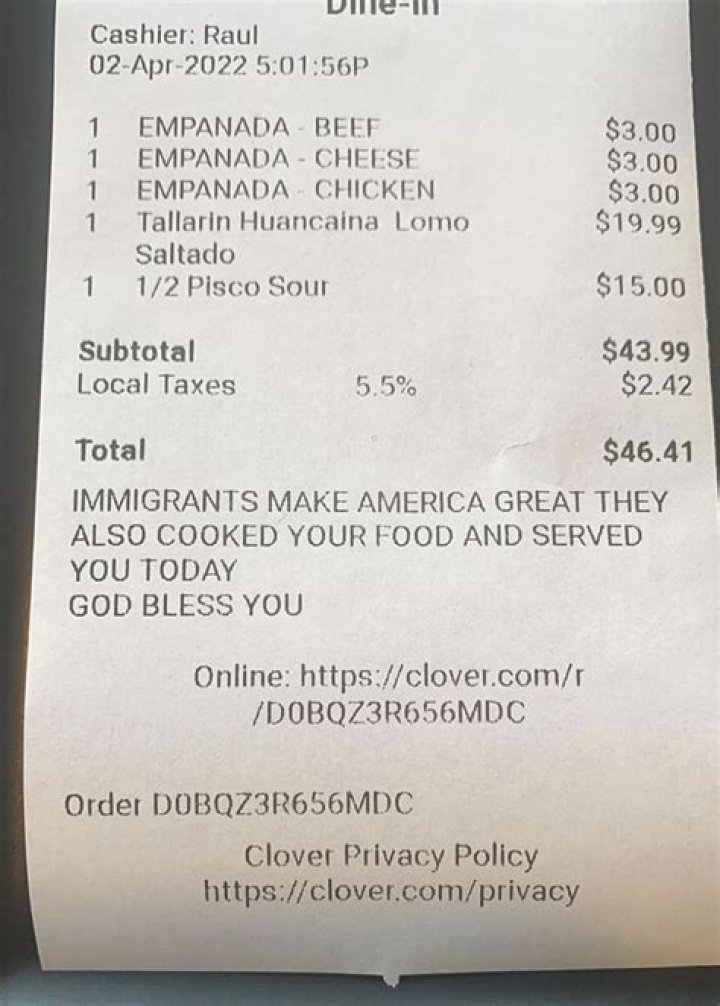 Dine-In
Cashier: Raul
02-Apr-2022 5:01:56P
1 EMPANADA - BEEF $3.00
1 EMPANADA - CHEESE $3.00
1 EMPANADA - CHICKEN $3.00
1 Tallarin Huancaina Lomo $19.99
Saltado
1 1/2 Pisco Sour $15.00
Subtotal $43.99
Local Taxes 5.5% $2.42
Total $46.41
IMMIGRANTS MAKE AMERICA GREAT THEY
ALSO COOKED YOUR FOOD AND SERVED
YOU TODAY
GOD BLESS YOU
Online: https://clover.com/r
/D0BQZ3R656MDC
Order D0BQZ3R656MDC
Clover Privacy Policy
https://clover.com/privacy